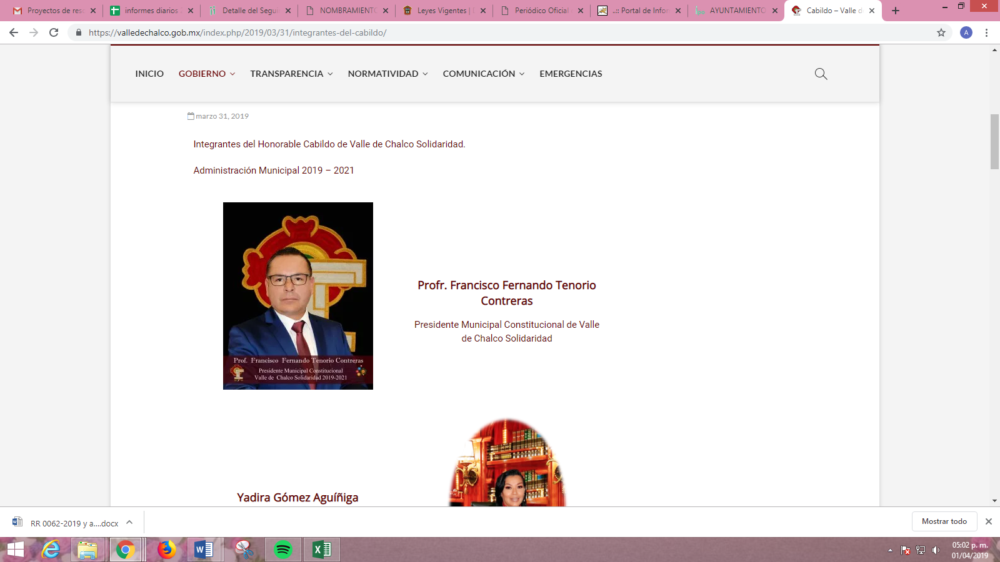 Proyectos de res
informes diarios 2
Detalle del Segui
NOMBRAMIENTO
Leyes Vigentes | D
Periódico Oficial
..:: Portal de Infor
AYUNTAMIENTO
Cabildo – Valle d
https://valledechalco.gob.mx/index.php/2019/03/31/integrantes-del-cabildo/
A
INICIO GOBIERNO TRANSPARENCIA NORMATIVIDAD COMUNICACIÓN EMERGENCIAS
marzo 31, 2019
Integrantes del Honorable Cabildo de Valle de Chalco Solidaridad.
Administración Municipal 2019 – 2021
Prof. Francisco Fernando Tenorio Contreras
Presidente Municipal Constitucional
Valle de Chalco Solidaridad 2019-2021
Profr. Francisco Fernando Tenorio
Contreras
Presidente Municipal Constitucional de Valle
de Chalco Solidaridad
Yadira Gómez Aguíñiga
RR 0062-2019 y a....docx
Mostrar todo
05:02 p. m.
01/04/2019